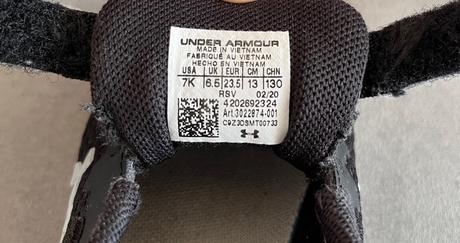 UNDER ARMOUR
MADE IN VIETNAM
FABRIQUÉ AU VIETNAM
HECHO EN VIETNAM
USA UK EUR CM CHN
7K 6.5 23.5 13 130
RSV 02/20
4202692324
Art.3022874-001
C9Z3DSMT00733